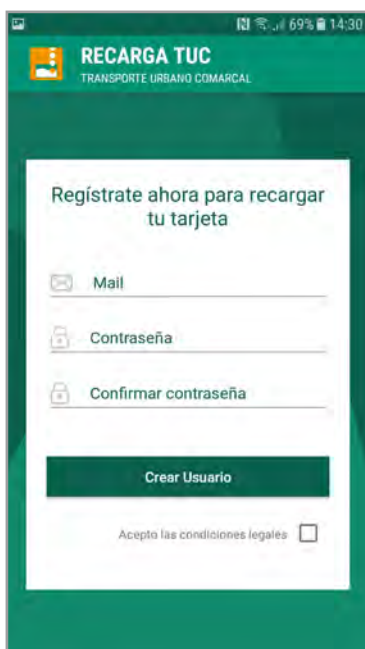 69% 14:30
RECARGA TUC
TRANSPORTE URBANO COMARCAL
Regístrate ahora para recargar
tu tarjeta
Mail
Contraseña
Confirmar contraseña
Crear Usuario
Acepto las condiciones legales